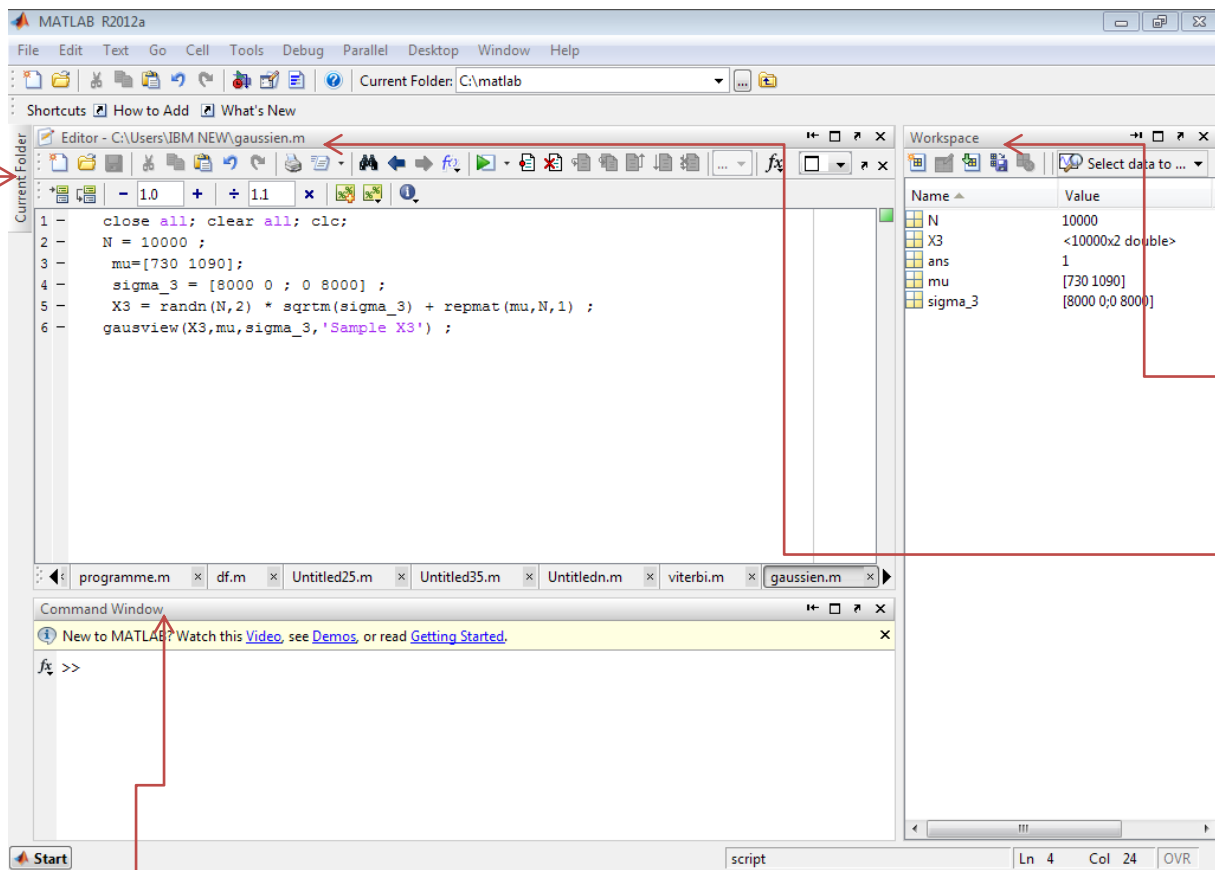 MATLAB R2012a
File Edit Text Go Cell Tools Debug Parallel Desktop Window Help
Current Folder: C:\matlab
Shortcuts How to Add What's New
Current Folder
Editor - C:\Users\IBM NEW\gaussien.m
- 1.0 + ÷ 1.1 ×
1 - close all; clear all; clc;
2 - N = 10000 ;
3 - mu=[730 1090];
4 - sigma_3 = [8000 0 ; 0 8000] ;
5 - X3 = randn(N,2) * sqrtm(sigma_3) + repmat(mu,N,1) ;
6 - gausview(X3,mu,sigma_3,'Sample X3') ;
programme.m × df.m × Untitled25.m × Untitled35.m × Untitledn.m × viterbi.m × gaussien.m ×
Command Window
New to MATLAB? Watch this Video, see Demos, or read Getting Started.
fx >>
Workspace
Select data to ...
Name Value
N 10000
X3 <10000x2 double>
ans 1
mu [730 1090]
sigma_3 [8000 0;0 8000]
Start script Ln 4 Col 24 OVR